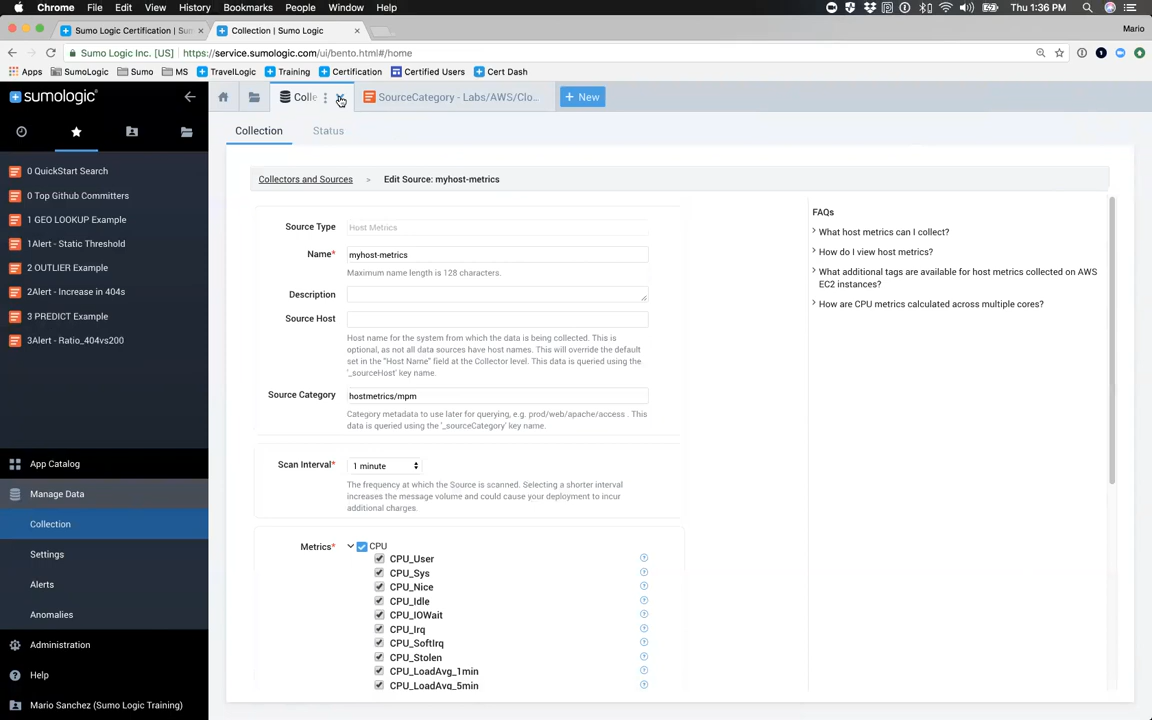 Chrome File Edit View History Bookmarks People Window Help Thu 1:36 PM
Sumo Logic Certification | Sum Collection | Sumo Logic Mario
Sumo Logic Inc. [US] https://service.sumologic.com/ui/bento.html#/home
Apps SumoLogic Sumo MS TravelLogic Training Certification Certified Users Cert Dash
sumologic Colle SourceCategory - Labs/AWS/Clo... + New
Collection Status
0 QuickStart Search
0 Top Github Committers
1 GEO LOOKUP Example
1Alert - Static Threshold
2 OUTLIER Example
2Alert - Increase in 404s
3 PREDICT Example
3Alert - Ratio_404vs200
App Catalog
Manage Data
Collection
Settings
Alerts
Anomalies
Administration
Help
Mario Sanchez (Sumo Logic Training)
Collectors and Sources > Edit Source: myhost-metrics
Source Type Host Metrics
Name* myhost-metrics
Maximum name length is 128 characters.
Description
Source Host
Host name for the system from which the data is being collected. This is
optional, as not all data sources have host names. This will override the default
set in the "Host Name" field at the Collector level. This data is queried using the
'_sourceHost' key name.
Source Category hostmetrics/mpm
Category metadata to use later for querying, e.g. prod/web/apache/access . This
data is queried using the '_sourceCategory' key name.
Scan Interval* 1 minute
The frequency at which the Source is scanned. Selecting a shorter interval
increases the message volume and could cause your deployment to incur
additional charges.
Metrics* CPU
CPU_User
CPU_Sys
CPU_Nice
CPU_Idle
CPU_IOWait
CPU_Irq
CPU_SoftIrq
CPU_Stolen
CPU_LoadAvg_1min
CPU_LoadAvg_5min
FAQs
What host metrics can I collect?
How do I view host metrics?
What additional tags are available for host metrics collected on AWS
EC2 instances?
How are CPU metrics calculated across multiple cores?